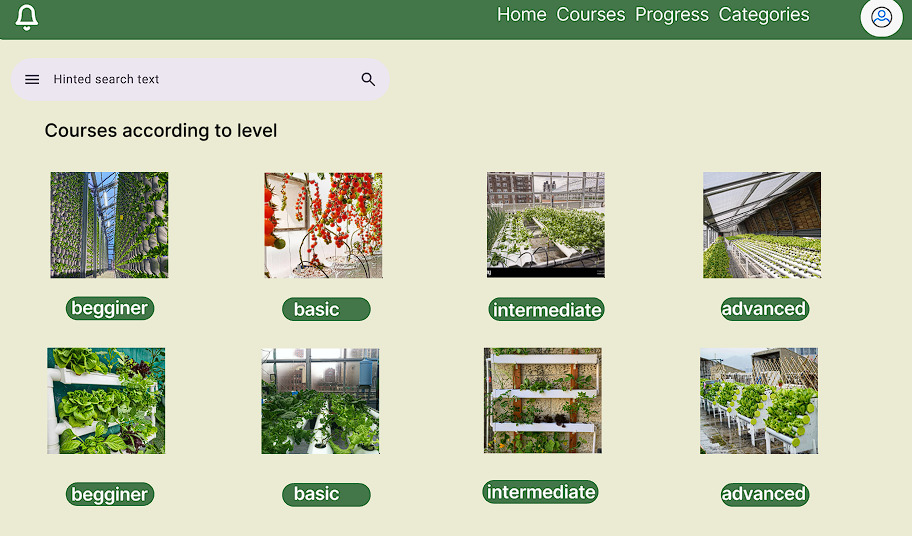 Home Courses Progress Categories
Hinted search text
Courses according to level
begginer basic intermediate advanced
begginer basic intermediate advanced